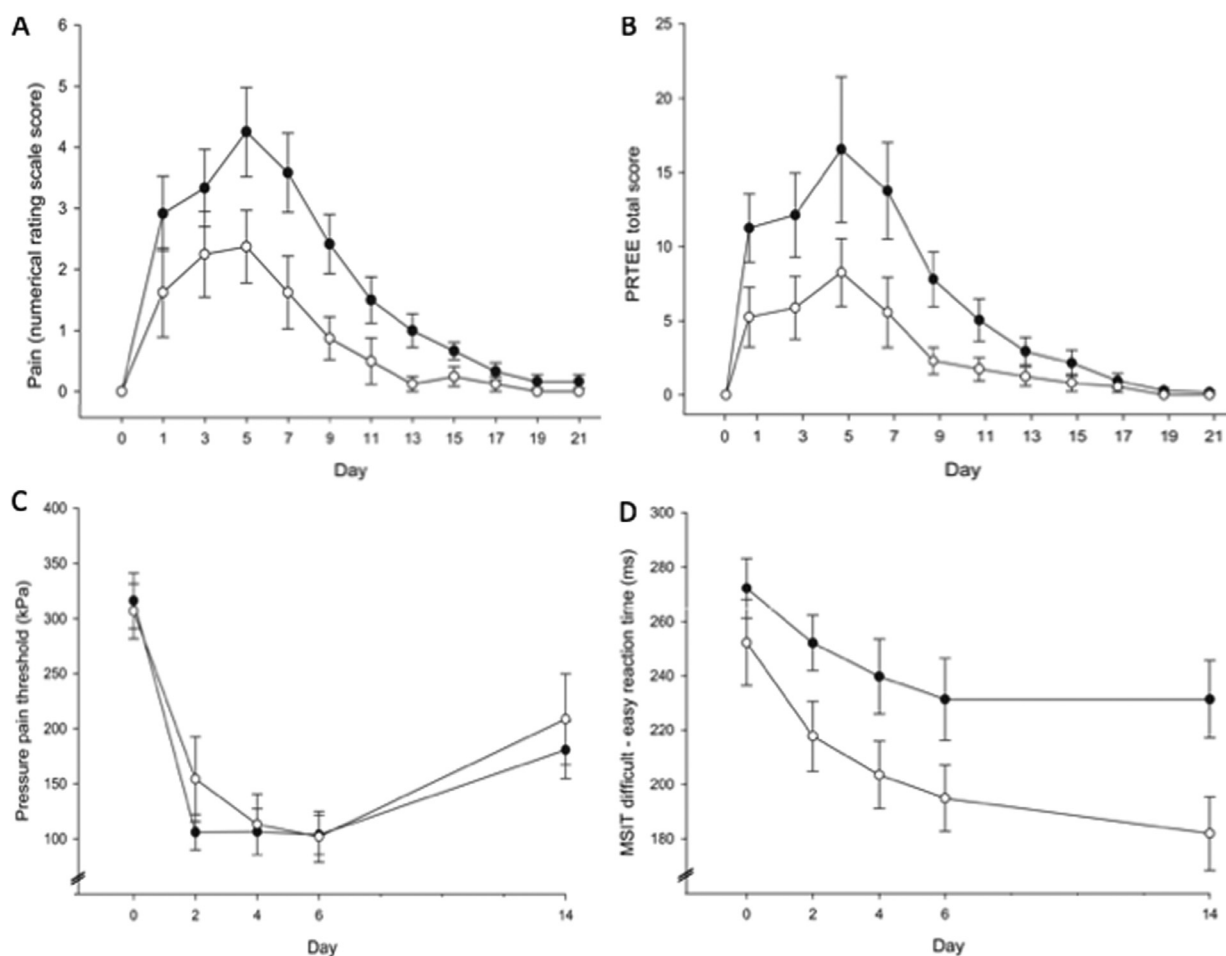 A
Pain (numerical rating scale score)
6
5
4
3
2
1
0
0 1 3 5 7 9 11 13 15 17 19 21
Day
B
PRTEE total score
25
20
15
10
5
0
0 1 3 5 7 9 11 13 15 17 19 21
Day
C
Pressure pain threshold (kPa)
400
350
300
250
200
150
100
0 2 4 6 14
Day
D
MSIT difficult - easy reaction time (ms)
300
280
260
240
220
200
180
0 2 4 6 14
Day